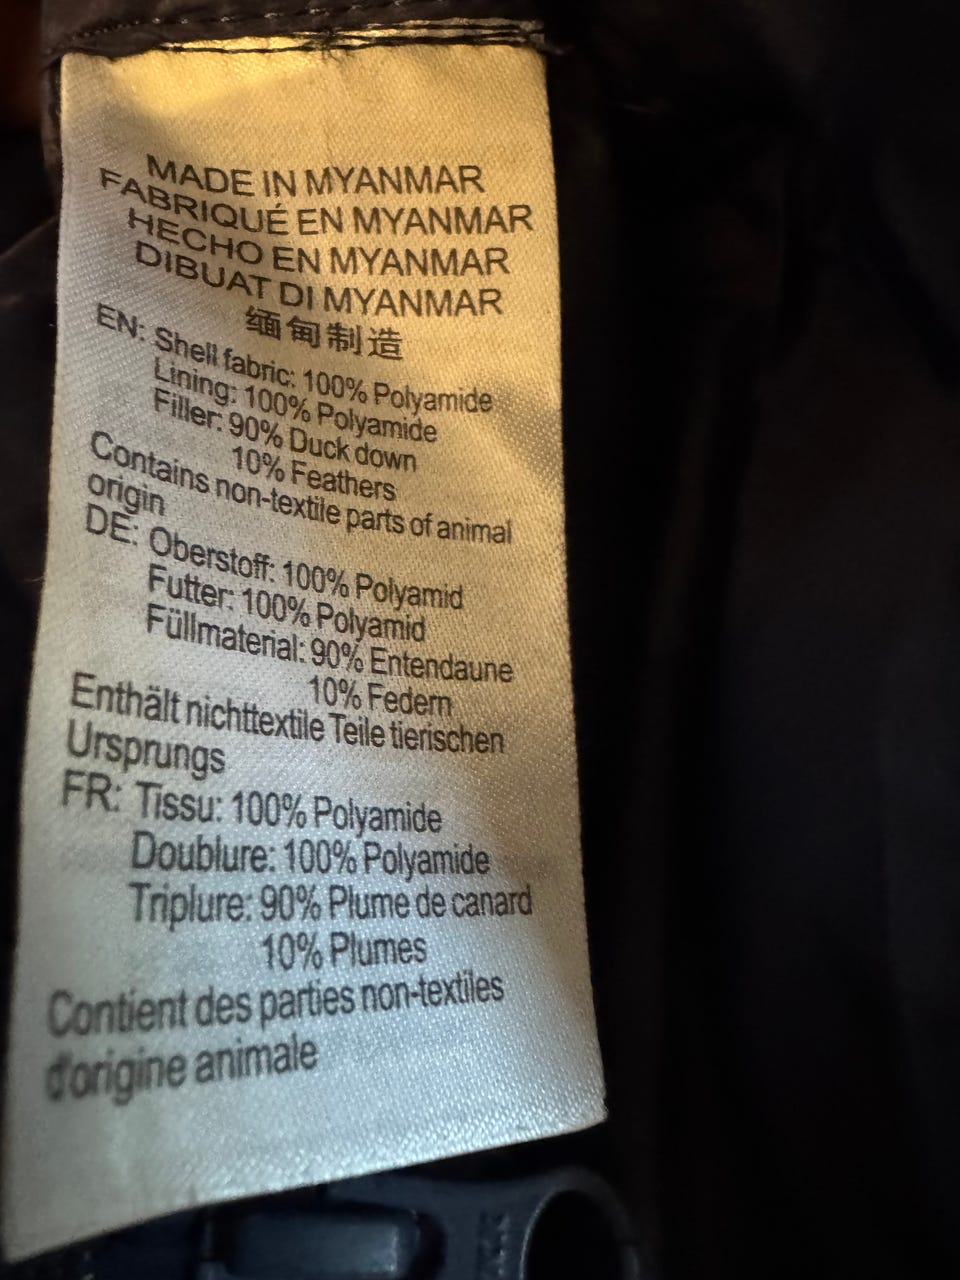 MADE IN MYANMAR
FABRIQUÉ EN MYANMAR
HECHO EN MYANMAR
DIBUAT DI MYANMAR
缅甸制造
EN: Shell fabric: 100% Polyamide
Lining: 100% Polyamide
Filler: 90% Duck down
10% Feathers
Contains non-textile parts of animal
origin
DE: Oberstoff: 100% Polyamid
Futter: 100% Polyamid
Füllmaterial: 90% Entendaune
10% Federn
Enthält nichttextile Teile tierischen
Ursprungs
FR: Tissu: 100% Polyamide
Doublure: 100% Polyamide
Triplure: 90% Plume de canard
10% Plumes
Contient des parties non-textiles
d'origine animale